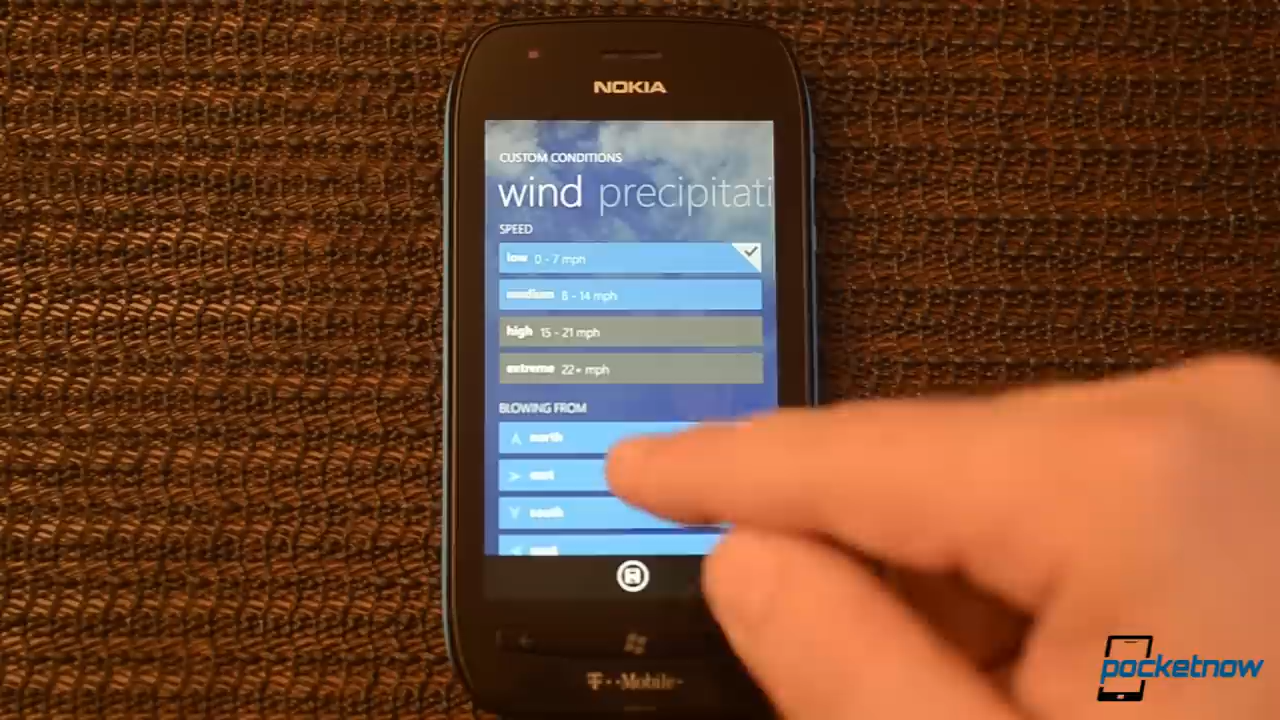 NOKIA
CUSTOM CONDITIONS
wind precipitati
SPEED
low 0 - 7 mph
medium 8 - 14 mph
high 15 - 21 mph
extreme 22+ mph
BLOWING FROM
north
east
south
west
T··Mobile·
pocketnow